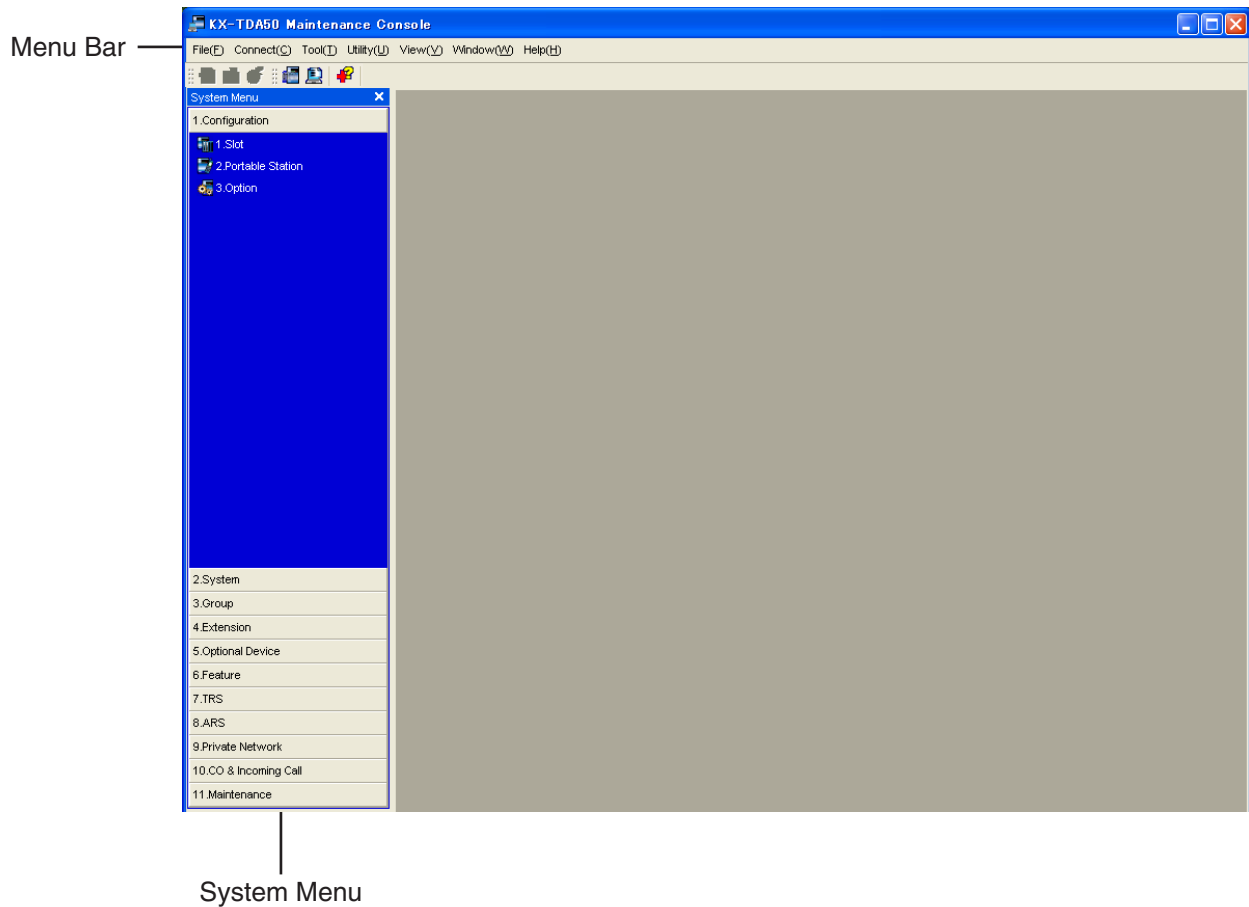 KX-TDA50 Maintenance Console
Menu Bar
File(F) Connect(C) Tool(T) Utility(U) View(V) Window(W) Help(H)
System Menu
1.Configuration
1.Slot
2.Portable Station
3.Option
2.System
3.Group
4.Extension
5.Optional Device
6.Feature
7.TRS
8.ARS
9.Private Network
10.CO & Incoming Call
11.Maintenance
System Menu